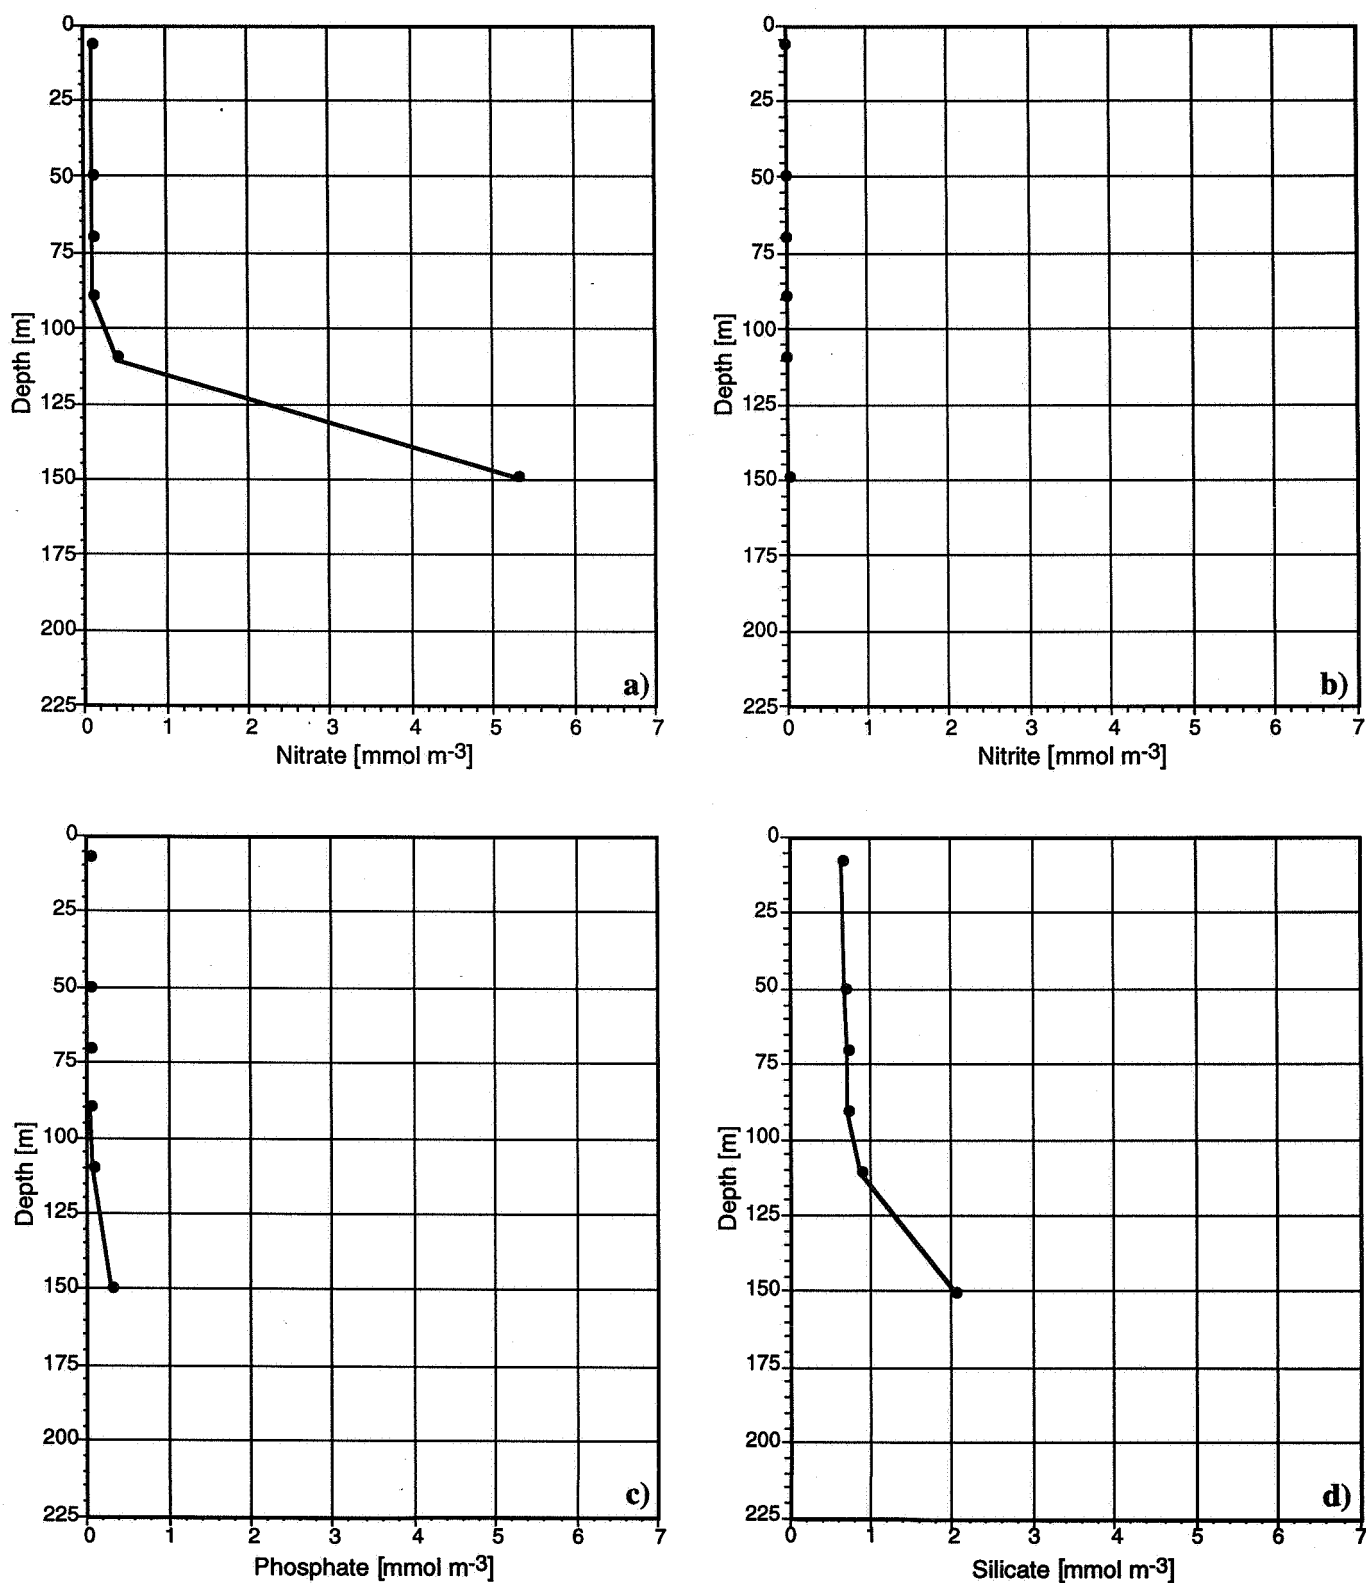 0
25
50
75
100
125
150
175
200
225
Depth [m]
0 1 2 3 4 5 6 7
Nitrate [mmol m-3]
a)
0
25
50
75
100
125
150
175
200
225
Depth [m]
0 1 2 3 4 5 6 7
Nitrite [mmol m-3]
b)
0
25
50
75
100
125
150
175
200
225
Depth [m]
0 1 2 3 4 5 6 7
Phosphate [mmol m-3]
c)
0
25
50
75
100
125
150
175
200
225
Depth [m]
0 1 2 3 4 5 6 7
Silicate [mmol m-3]
d)